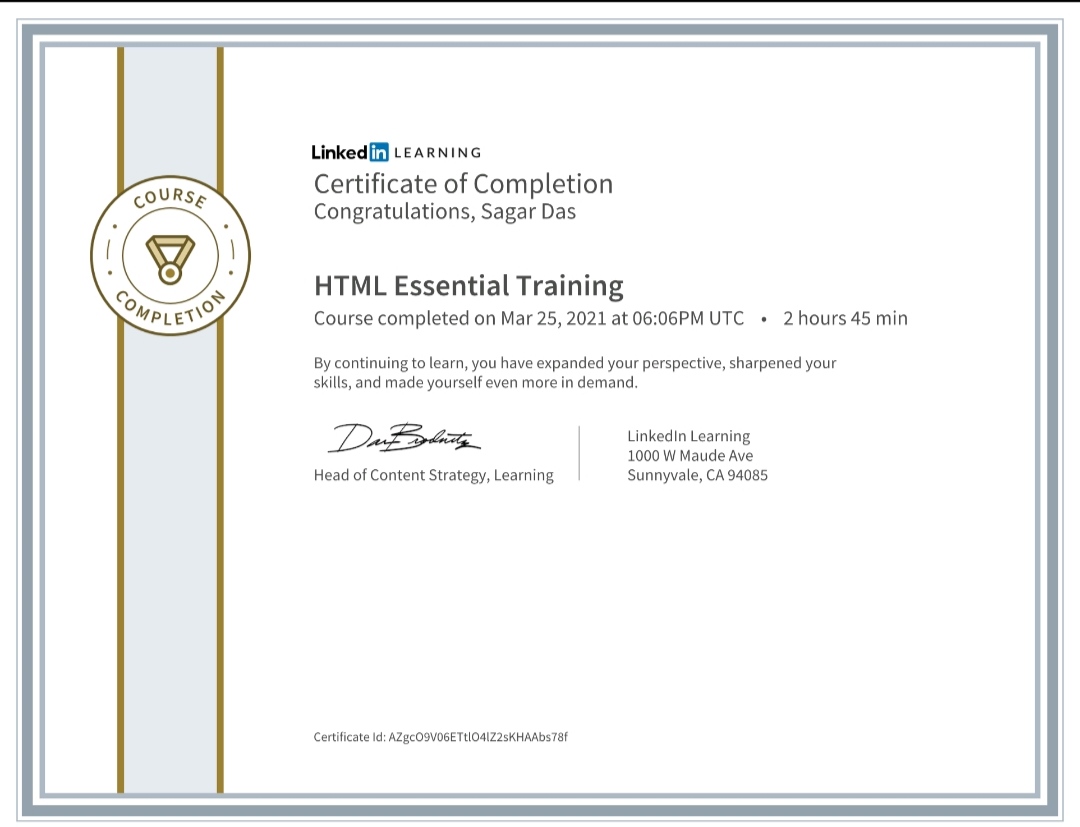 LinkedIn LEARNING
Certificate of Completion
Congratulations, Sagar Das
COURSE
COMPLETION
HTML Essential Training
Course completed on Mar 25, 2021 at 06:06PM UTC • 2 hours 45 min
By continuing to learn, you have expanded your perspective, sharpened your
skills, and made yourself even more in demand.
Head of Content Strategy, Learning
LinkedIn Learning
1000 W Maude Ave
Sunnyvale, CA 94085
Certificate Id: AZgcO9V06ETtlO4lZ2sKHAAbs78f